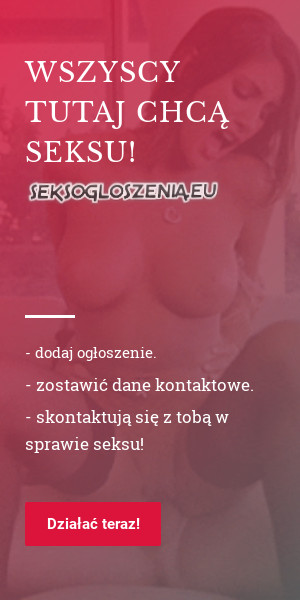 WSZYSCY
TUTAJ CHCĄ
SEKSU!
SEKSOGLOSZENIA.EU
- dodaj ogłoszenie.
- zostawić dane kontaktowe.
- skontaktują się z tobą w
sprawie seksu!
Działać teraz!